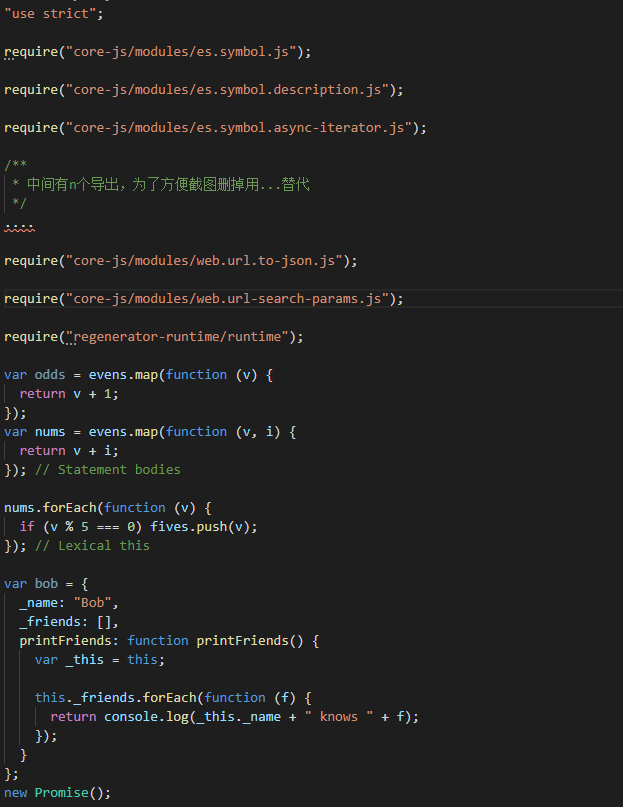 "use strict";
require("core-js/modules/es.symbol.js");
require("core-js/modules/es.symbol.description.js");
require("core-js/modules/es.symbol.async-iterator.js");
/**
 * 中间有n个导出，为了方便截图删掉用...替代
 */
....
require("core-js/modules/web.url.to-json.js");
require("core-js/modules/web.url-search-params.js");
require("regenerator-runtime/runtime");
var odds = evens.map(function (v) {
  return v + 1;
});
var nums = evens.map(function (v, i) {
  return v + i;
}); // Statement bodies
nums.forEach(function (v) {
  if (v % 5 === 0) fives.push(v);
}); // Lexical this
var bob = {
  _name: "Bob",
  _friends: [],
  printFriends: function printFriends() {
    var _this = this;
    this._friends.forEach(function (f) {
      return console.log(_this._name + " knows " + f);
    });
  }
};
new Promise();